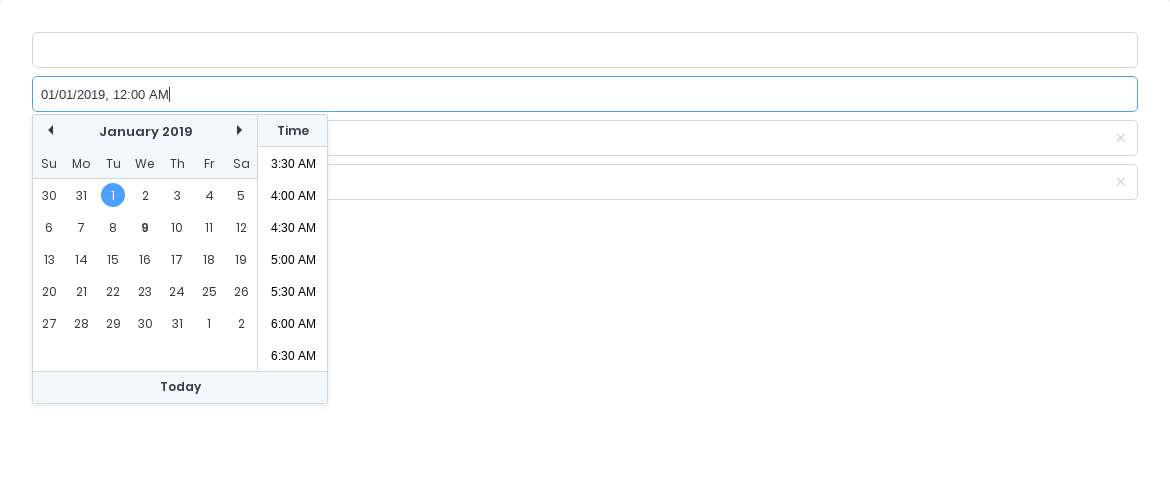 01/01/2019, 12:00 AM
January 2019 Time
Su Mo Tu We Th Fr Sa 3:30 AM
30 31 1 2 3 4 5 4:00 AM
6 7 8 9 10 11 12 4:30 AM
13 14 15 16 17 18 19 5:00 AM
20 21 22 23 24 25 26 5:30 AM
27 28 29 30 31 1 2 6:00 AM
6:30 AM
Today